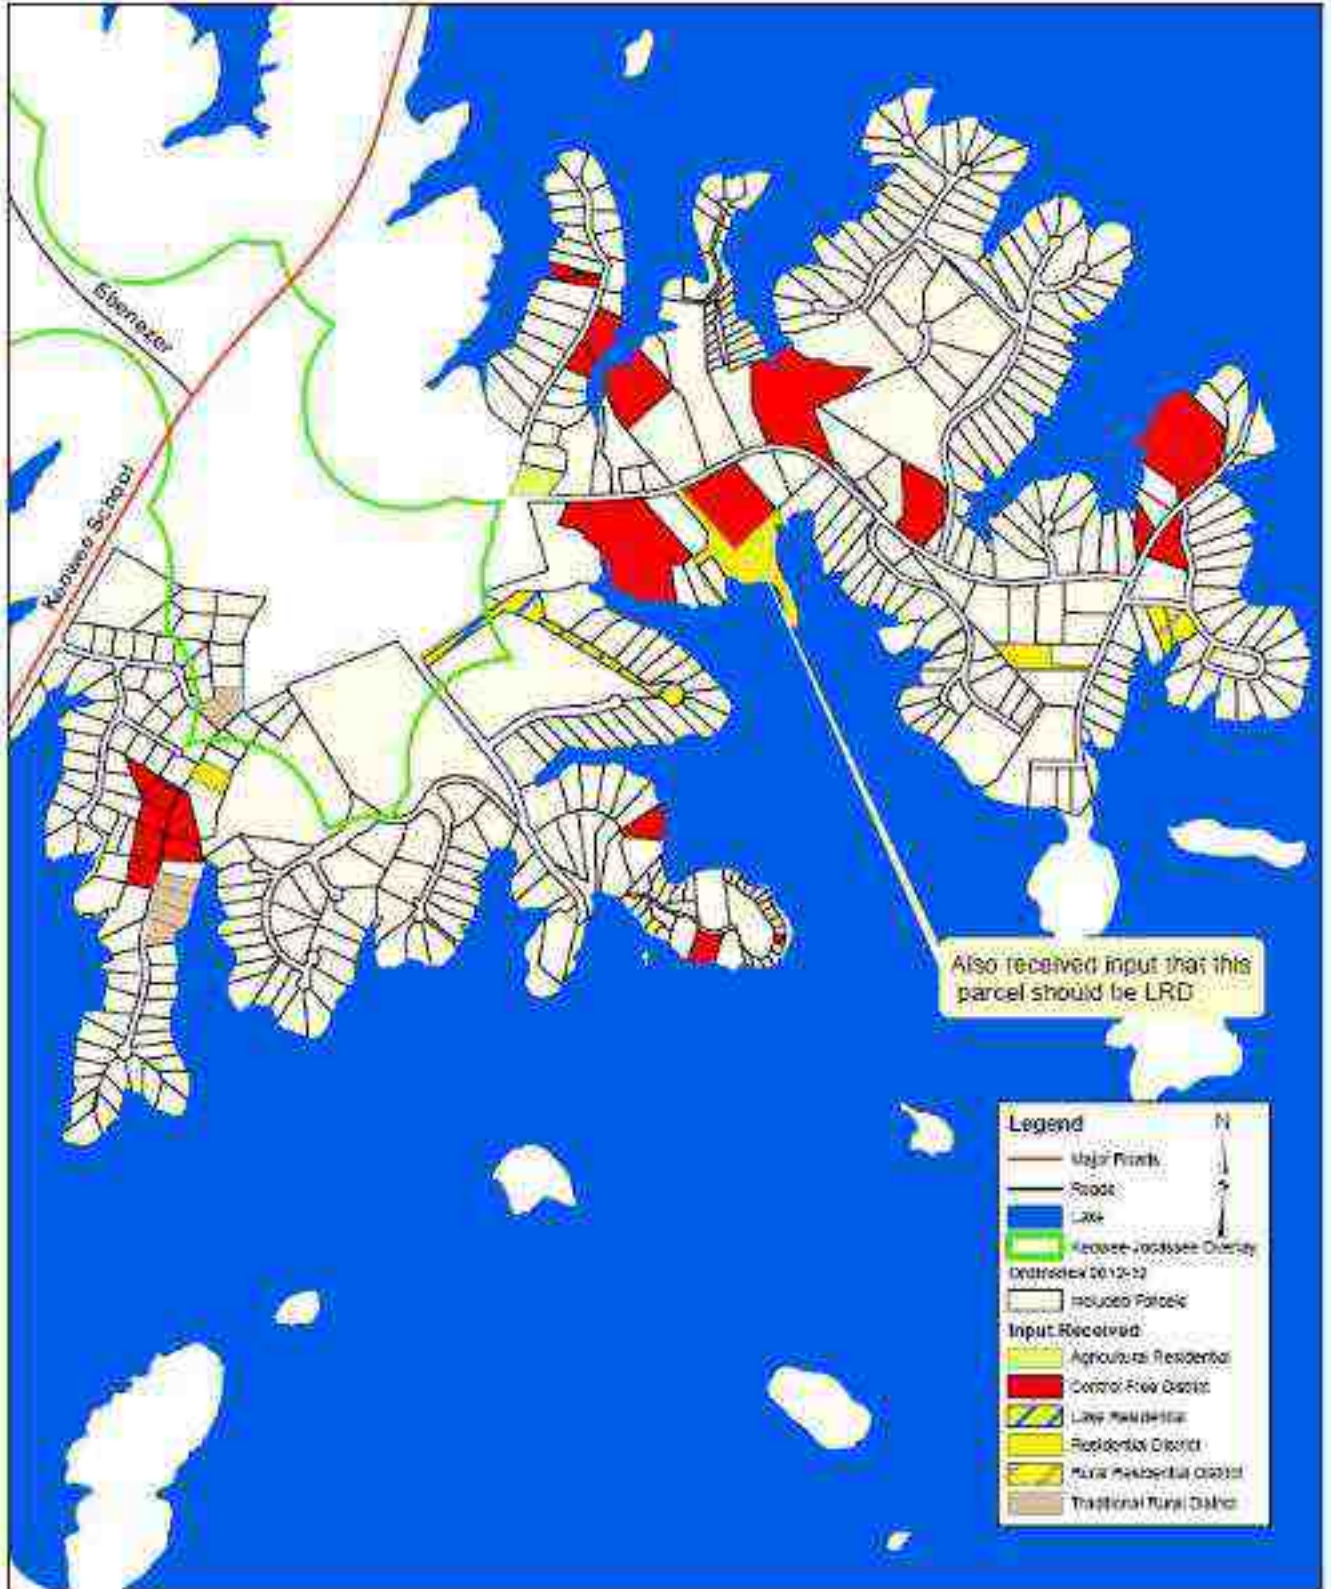 Ebenezer
Keowee School
Also received input that this
parcel should be LRD
Legend
N
Major Roads
Roads
Lake
Keowee-Jocassee Overlay
Ordinance 2012-
Included Parcels
Input Received
Agricultural Residential
Control Free District
Lake Residential
Residential District
Rural Residential District
Traditional Rural District